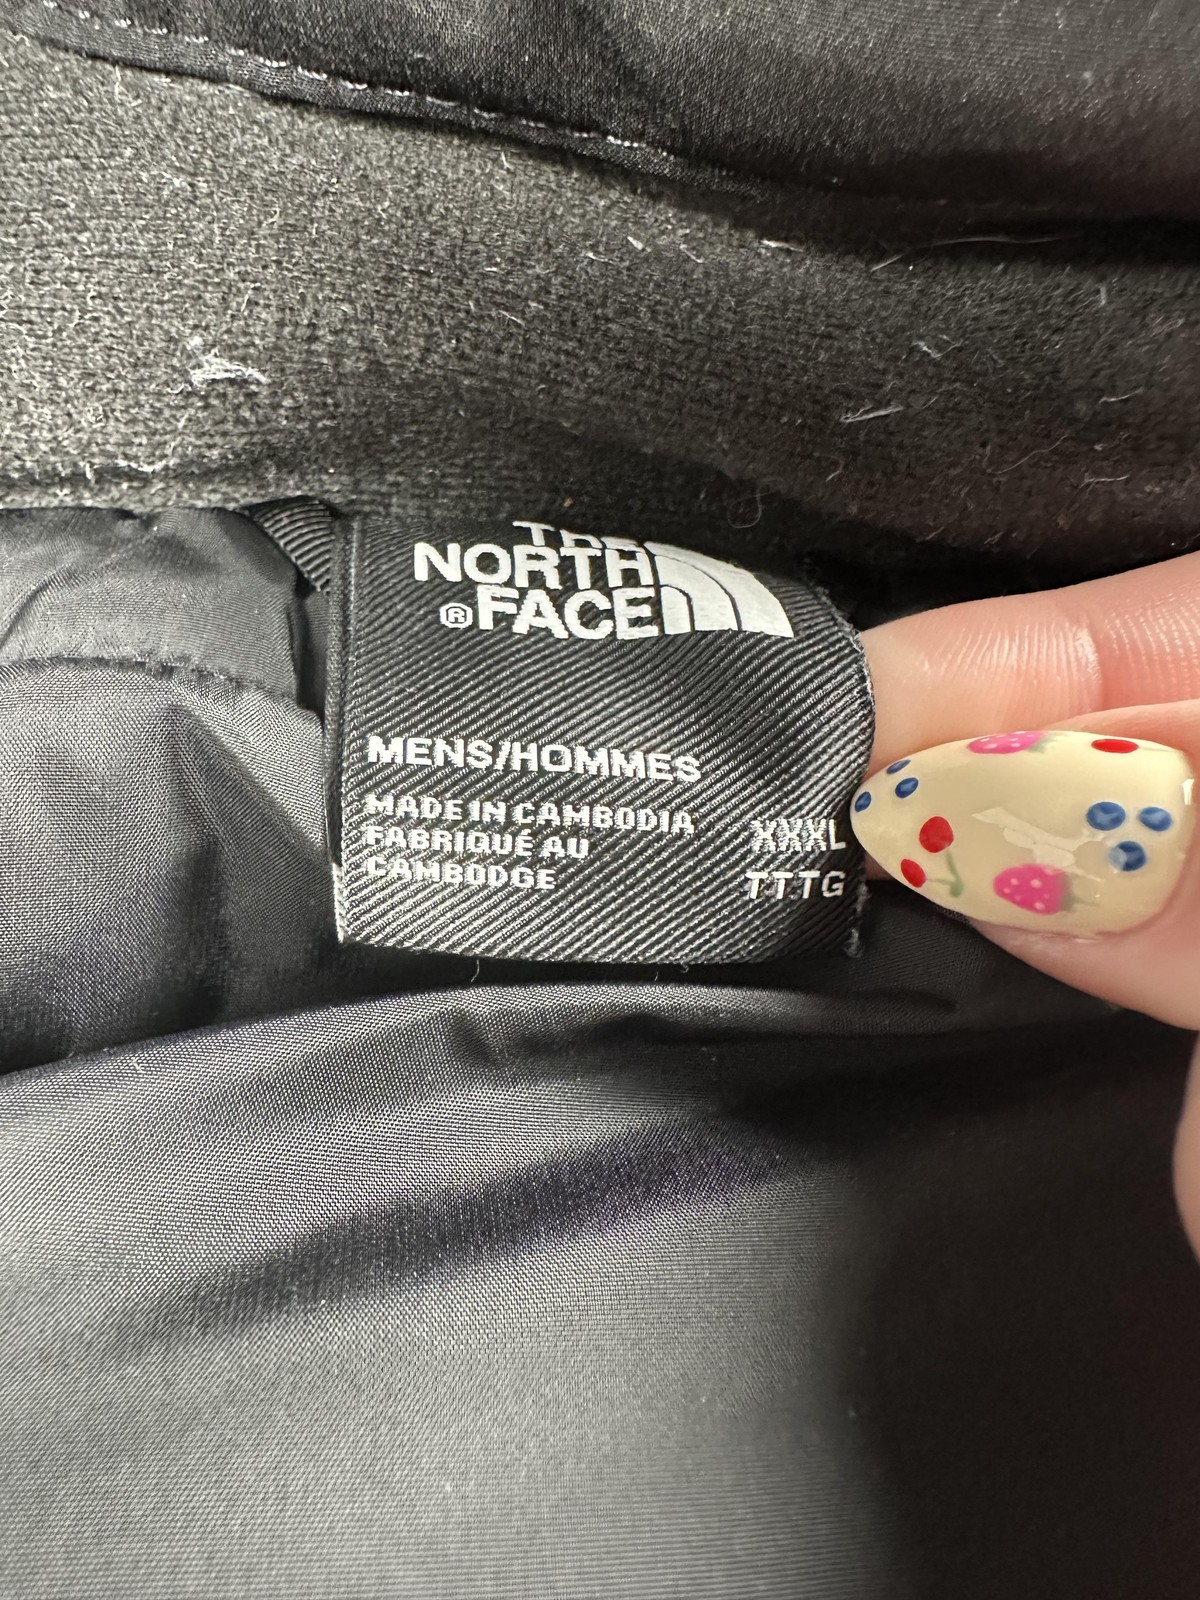 THE
NORTH
® FACE
MENS/HOMMES
MADE IN CAMBODIA
FABRIQUÉ AU
CAMBODGE
XXXL
TTTG